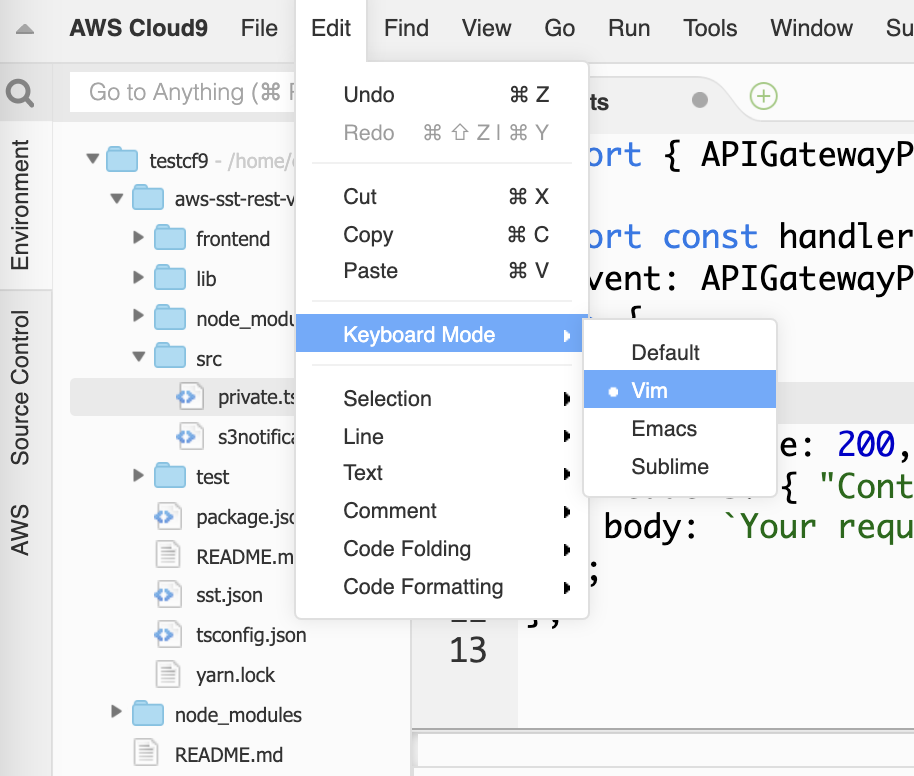 AWS Cloud9 File Edit Find View Go Run Tools Window Su
Go to Anything (⌘
Environment
Source Control
AWS
testcf9 - /home/
aws-sst-rest-v
frontend
lib
node_modu
src
private.ts
s3notifica
test
package.jso
README.m
sst.json
tsconfig.json
yarn.lock
node_modules
README.md
Undo ⌘ Z
Redo ⌘ ⇧ Z | ⌘ Y
Cut ⌘ X
Copy ⌘ C
Paste ⌘ V
Keyboard Mode
Selection
Line
Text
Comment
Code Folding
Code Formatting
Default
Vim
Emacs
Sublime
ts
ort { APIGatewayP
ort const handler
vent: APIGatewayP
{
e: 200,
{ "Cont
body: `Your requ
;
};
13